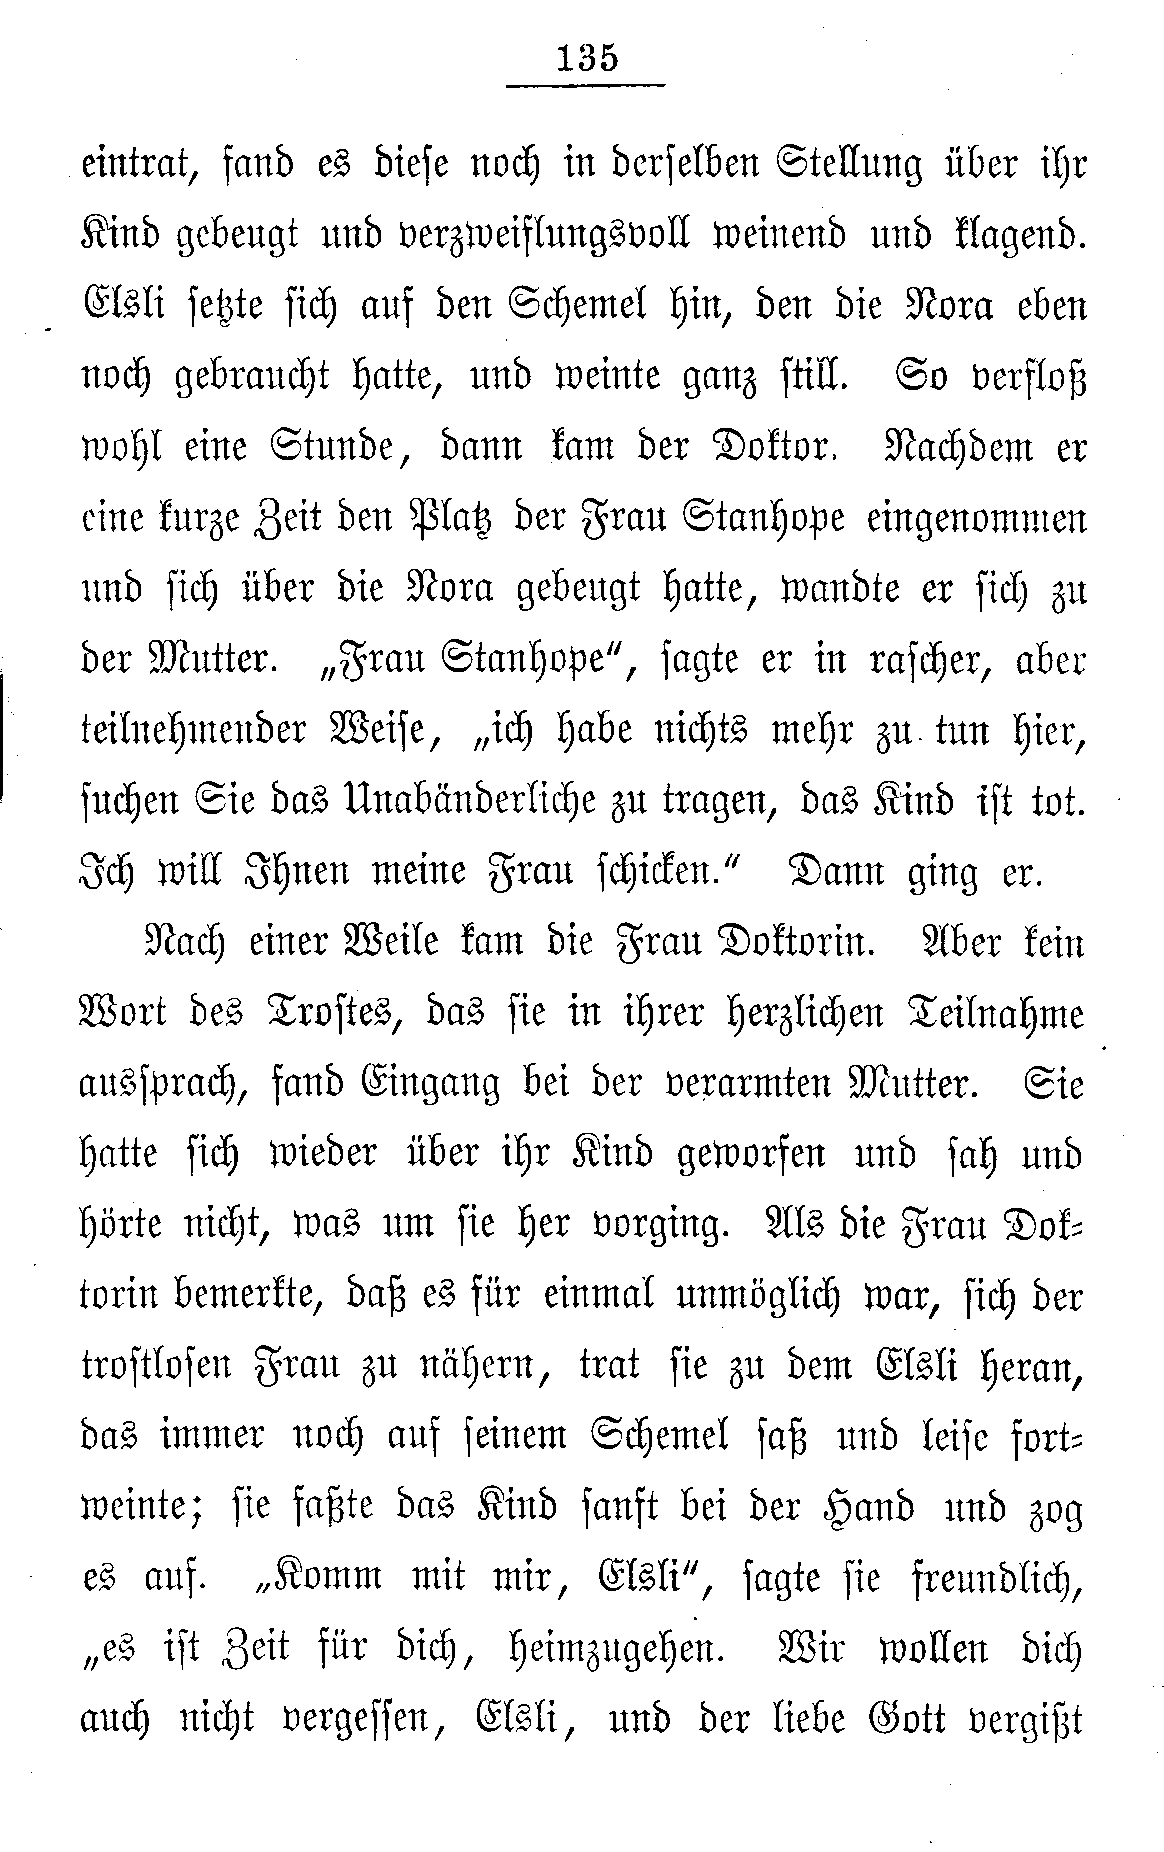 135
eintrat, fand es diese noch in derselben Stellung über ihr
Kind gebeugt und verzweiflungsvoll weinend und klagend.
Elsli setzte sich auf den Schemel hin, den die Nora eben
noch gebraucht hatte, und weinte ganz still. So verfloß
wohl eine Stunde, dann kam der Doktor. Nachdem er
eine kurze Zeit den Platz der Frau Stanhope eingenommen
und sich über die Nora gebeugt hatte, wandte er sich zu
der Mutter. „Frau Stanhope“, sagte er in rascher, aber
teilnehmender Weise, „ich habe nichts mehr zu tun hier,
suchen Sie das Unabänderliche zu tragen, das Kind ist tot.
Ich will Ihnen meine Frau schicken.“ Dann ging er.
Nach einer Weile kam die Frau Doktorin. Aber kein
Wort des Trostes, das sie in ihrer herzlichen Teilnahme
aussprach, fand Eingang bei der verarmten Mutter. Sie
hatte sich wieder über ihr Kind geworfen und sah und
hörte nicht, was um sie her vorging. Als die Frau Dok-
torin bemerkte, daß es für einmal unmöglich war, sich der
trostlosen Frau zu nähern, trat sie zu dem Elsli heran,
das immer noch auf seinem Schemel saß und leise fort-
weinte; sie faßte das Kind sanft bei der Hand und zog
es auf. „Komm mit mir, Elsli“, sagte sie freundlich,
„es ist Zeit für dich, heimzugehen. Wir wollen dich
auch nicht vergessen, Elsli, und der liebe Gott vergißt